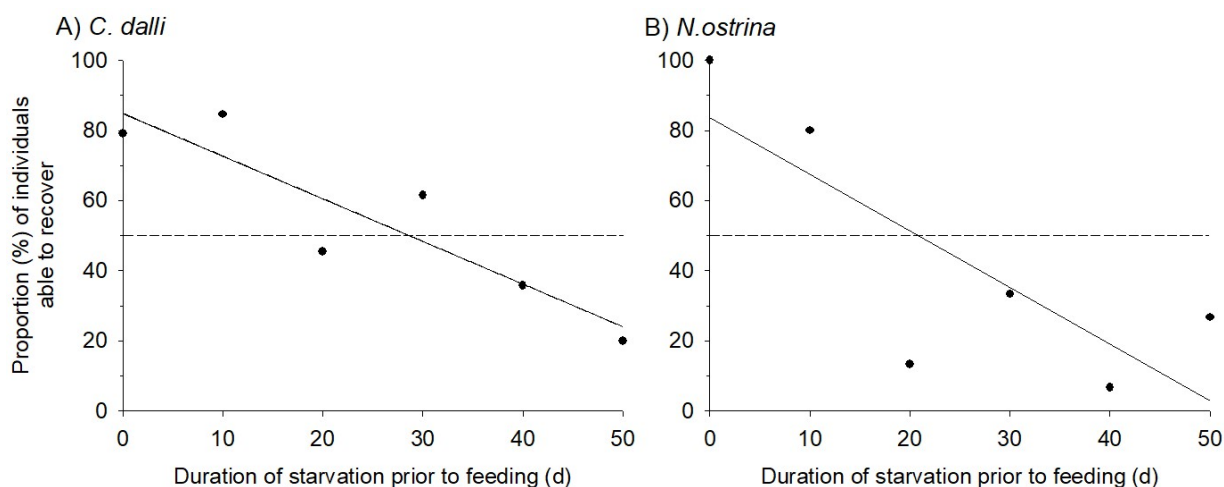 A) C. dalli
B) N.ostrina
Proportion (%) of individuals
able to recover
100
80
60
40
20
0
0 10 20 30 40 50
Duration of starvation prior to feeding (d)
100
80
60
40
20
0
0 10 20 30 40 50
Duration of starvation prior to feeding (d)